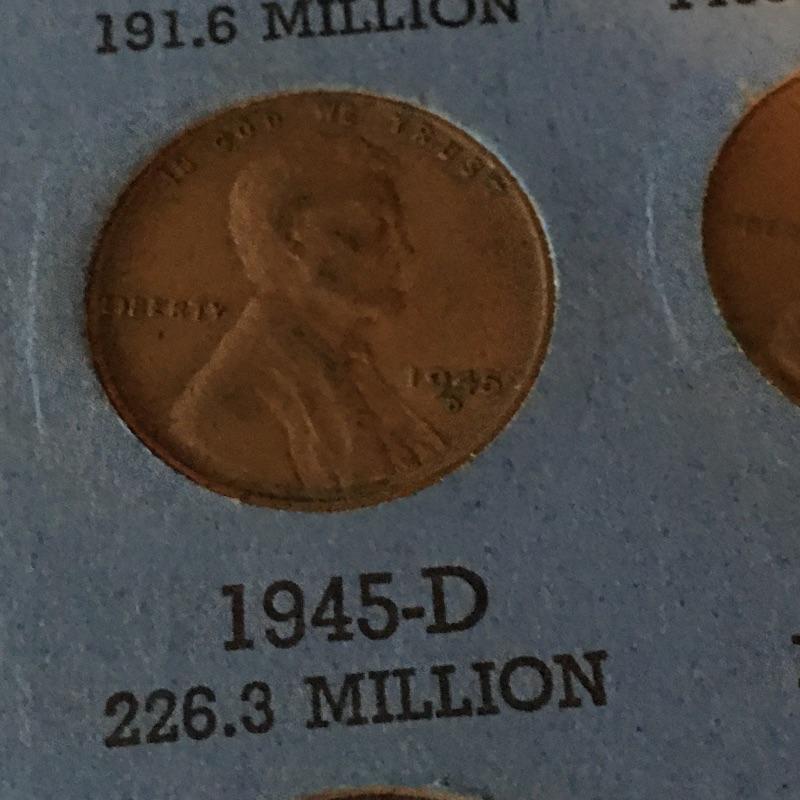 191.6 MILLION
IN GOD WE TRUST
LIBERTY
1945
D
1945-D
226.3 MILLION